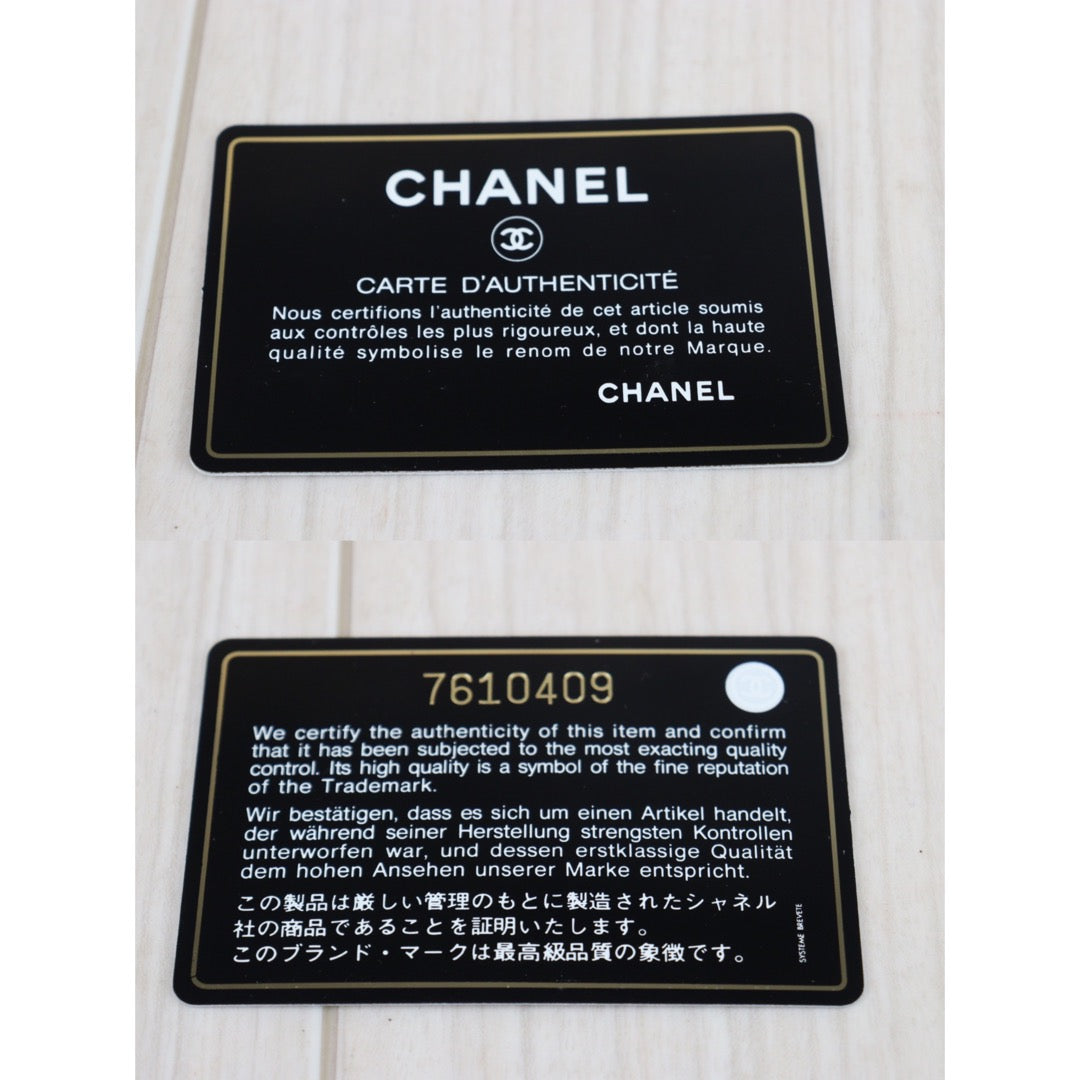 CHANEL
CARTE D'AUTHENTICITÉ
Nous certifions l'authenticité de cet article soumis
aux contrôles les plus rigoureux, et dont la haute
qualité symbolise le renom de notre Marque.
CHANEL
7610409
We certify the authenticity of this item and confirm
that it has been subjected to the most exacting quality
control. Its high quality is a symbol of the fine reputation
of the Trademark.
Wir bestätigen, dass es sich um einen Artikel handelt,
der während seiner Herstellung strengsten Kontrollen
unterworfen war, und dessen erstklassige Qualität
dem hohen Ansehen unserer Marke entspricht.
この製品は厳しい管理のもとに製造されたシャネル
社の商品であることを証明いたします。
このブランド・マークは最高級品質の象徴です。
SYSTEME BREVETE